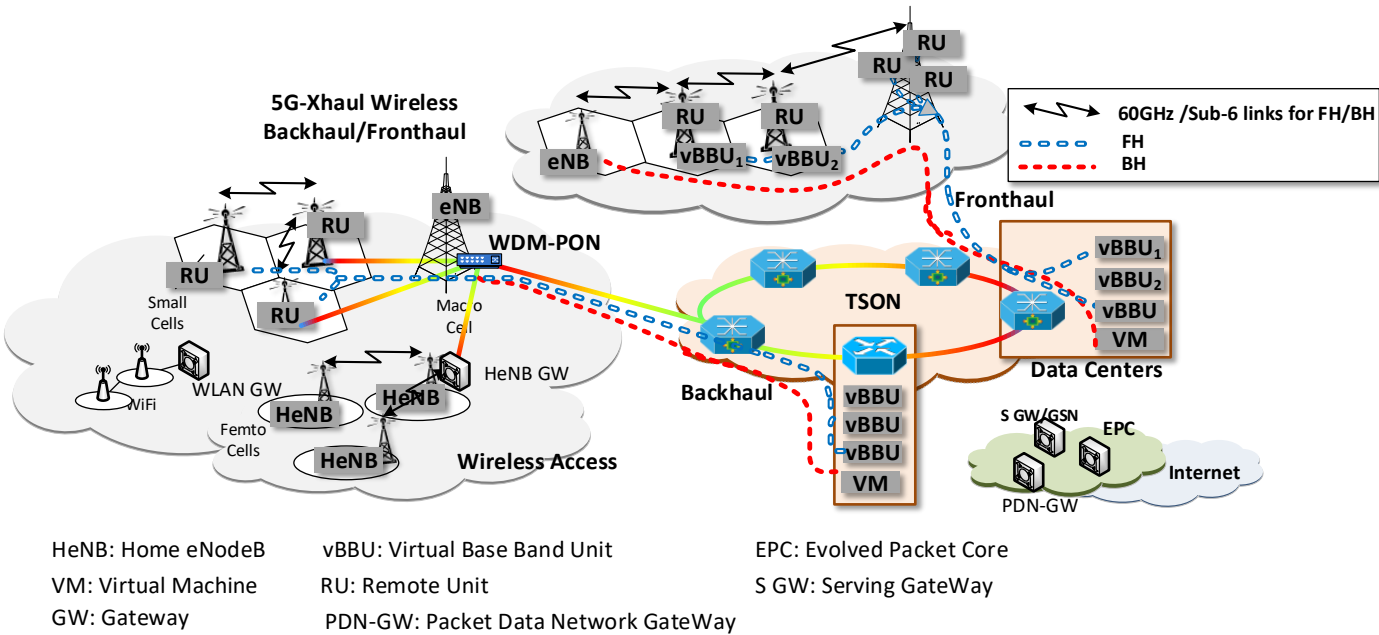 RU
RU
RU
5G-Xhaul Wireless
Backhaul/Fronthaul
RU
RU
eNB
vBBU1
vBBU2
60GHz /Sub-6 links for FH/BH
FH
BH
eNB
RU
WDM-PON
Fronthaul
RU
Small
Cells
RU
Macro
Cell
TSON
vBBU1
vBBU2
vBBU
VM
Data Centers
WiFi
WLAN GW
HeNB GW
HeNB
HeNB
Femto
Cells
HeNB
Wireless Access
Backhaul
vBBU
vBBU
vBBU
VM
S GW/GSN
EPC
Internet
PDN-GW
HeNB: Home eNodeB
vBBU: Virtual Base Band Unit
EPC: Evolved Packet Core
VM: Virtual Machine
RU: Remote Unit
S GW: Serving GateWay
GW: Gateway
PDN-GW: Packet Data Network GateWay